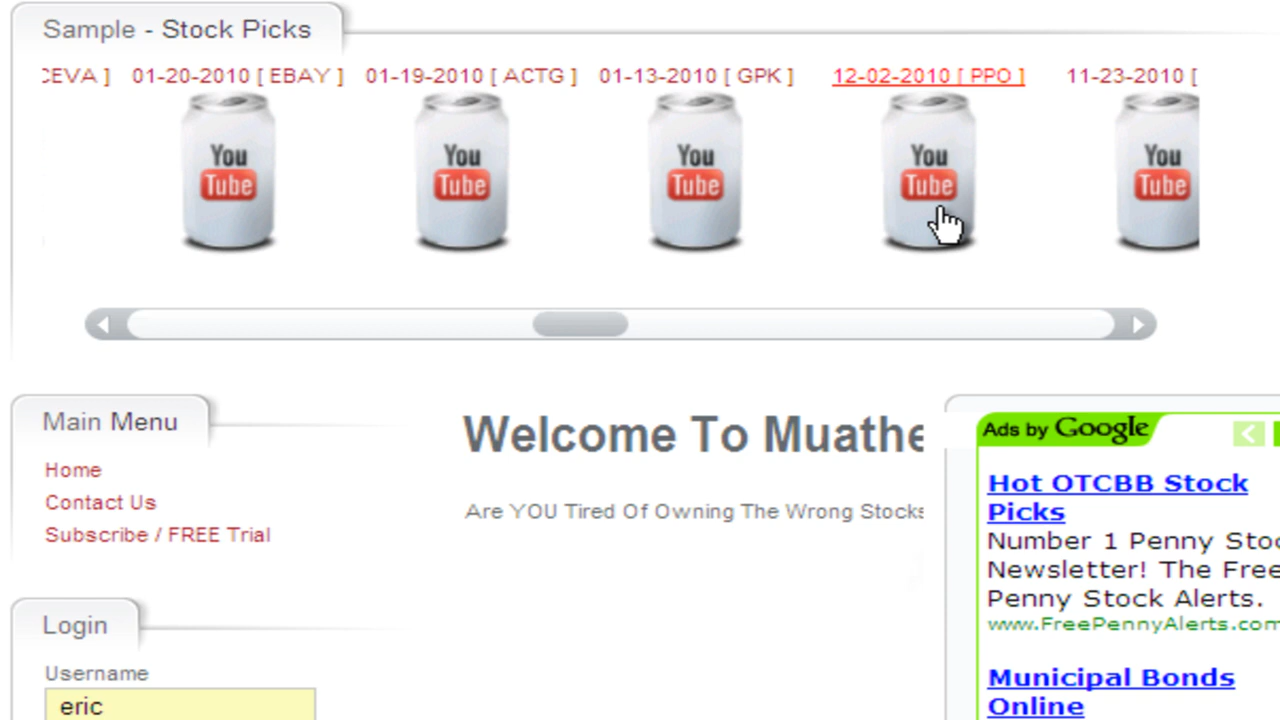 Sample - Stock Picks
CEVA ] 01-20-2010 [ EBAY ] 01-19-2010 [ ACTG ] 01-13-2010 [ GPK ] 12-02-2010 [ PPO ] 11-23-2010 [
You Tube You Tube You Tube You Tube You Tube
Main Menu
Home
Contact Us
Subscribe / FREE Trial
Login
Username
eric
Welcome To Muathe
Are YOU Tired Of Owning The Wrong Stocks
Ads by Google
Hot OTCBB Stock
Picks
Number 1 Penny Stoc
Newsletter! The Free
Penny Stock Alerts.
www.FreePennyAlerts.com
Municipal Bonds
Online